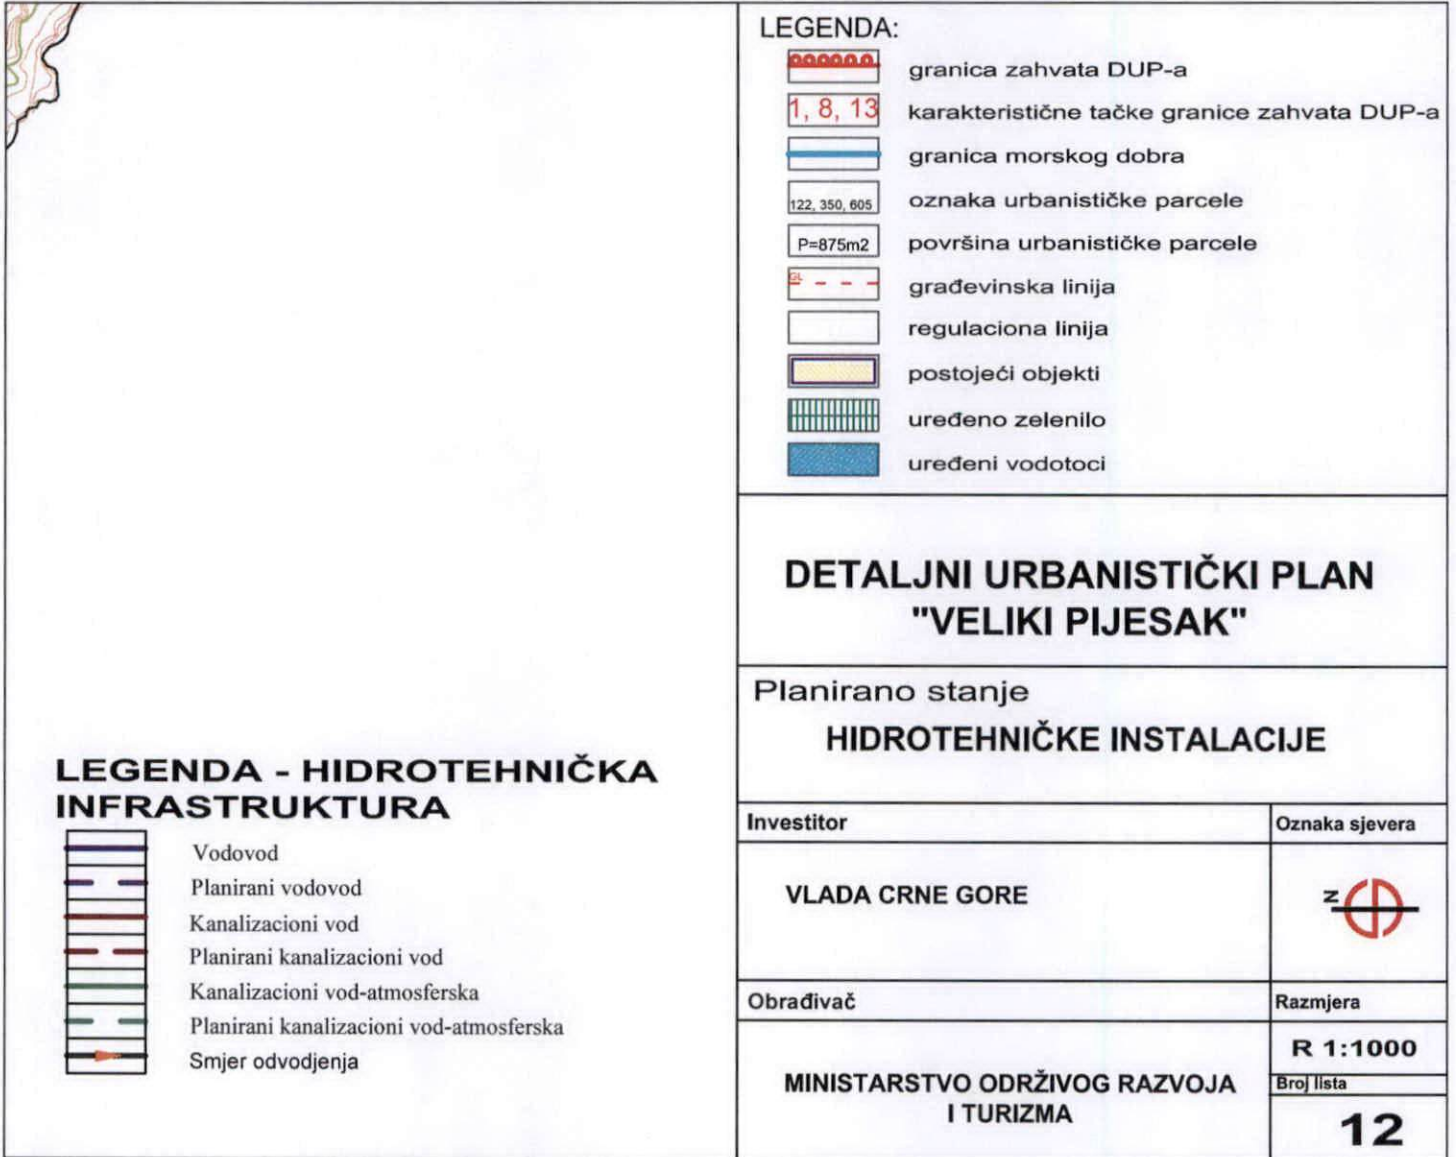 LEGENDA:
granica zahvata DUP-a
1, 8, 13 karakteristične tačke granice zahvata DUP-a
granica morskog dobra
122, 350, 605 oznaka urbanističke parcele
P=875m2 površina urbanističke parcele
GL građevinska linija
regulaciona linija
postojeći objekti
uređeno zelenilo
uređeni vodotoci
DETALJNI URBANISTIČKI PLAN
"VELIKI PIJESAK"
Planirano stanje
HIDROTEHNIČKE INSTALACIJE
LEGENDA - HIDROTEHNIČKA
INFRASTRUKTURA
Vodovod
Planirani vodovod
Kanalizacioni vod
Planirani kanalizacioni vod
Kanalizacioni vod-atmosferska
Planirani kanalizacioni vod-atmosferska
Smjer odvodjenja
Investitor
VLADA CRNE GORE
Oznaka sjevera
N
Obrađivač
MINISTARSTVO ODRŽIVOG RAZVOJA
I TURIZMA
Razmjera
R 1:1000
Broj lista
12